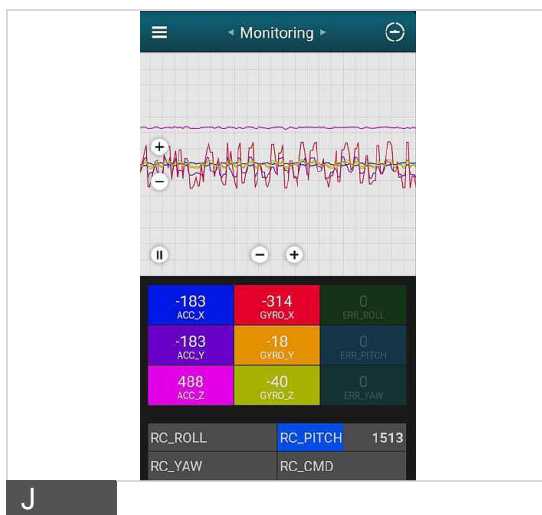 Monitoring
-183 -314 0
ACC_X GYRO_X ERR_ROLL
-183 -18 0
ACC_Y GYRO_Y ERR_PITCH
488 -40 0
ACC_Z GYRO_Z ERR_YAW
RC_ROLL RC_PITCH 1513
RC_YAW RC_CMD
J